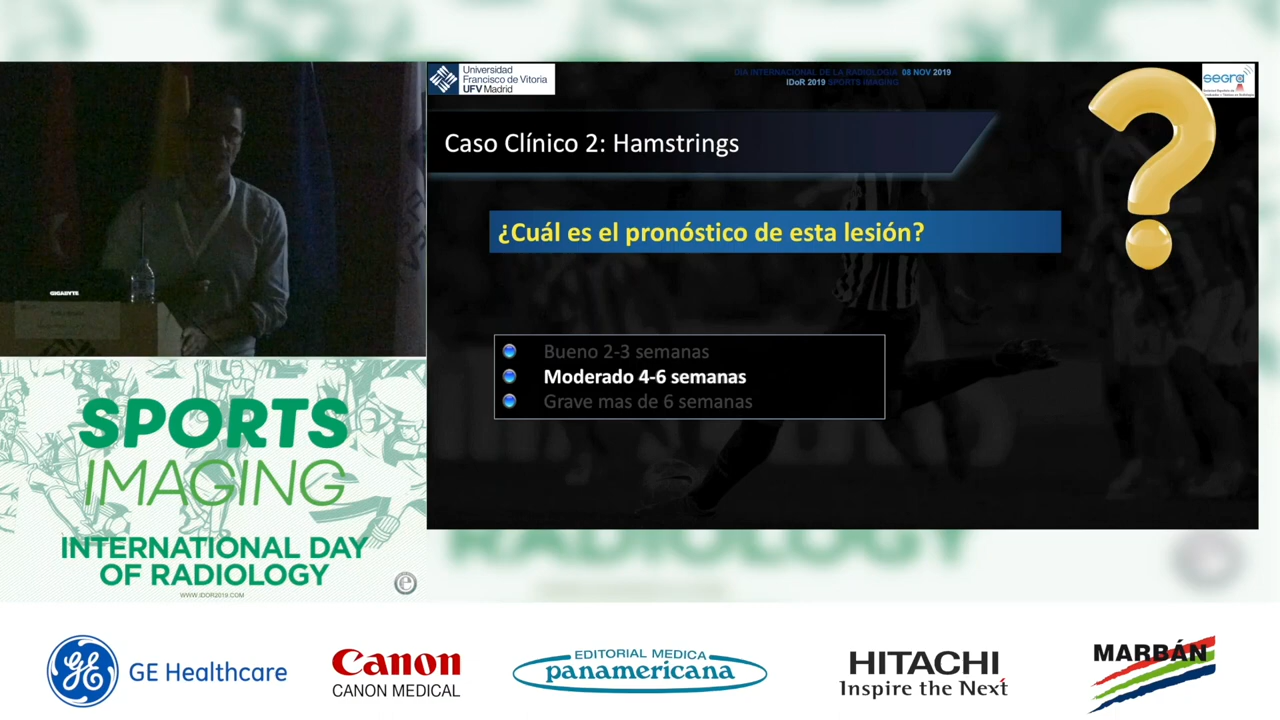 Universidad
Francisco de Vitoria
UFV Madrid
DIA INTERNACIONAL DE LA RADIOLOGIA 08 NOV 2019
IDoR 2019 SPORTS IMAGING
segra
Caso Clínico 2: Hamstrings
¿Cuál es el pronóstico de esta lesión?
Bueno 2-3 semanas
Moderado 4-6 semanas
Grave mas de 6 semanas
GIGABYTE
SPORTS
IMAGING
INTERNATIONAL DAY
OF RADIOLOGY
WWW.IDOR2019.COM
RADIOLOGY
GE Healthcare
Canon
CANON MEDICAL
EDITORIAL MEDICA
panamericana
HITACHI
Inspire the Next
MARBÁN